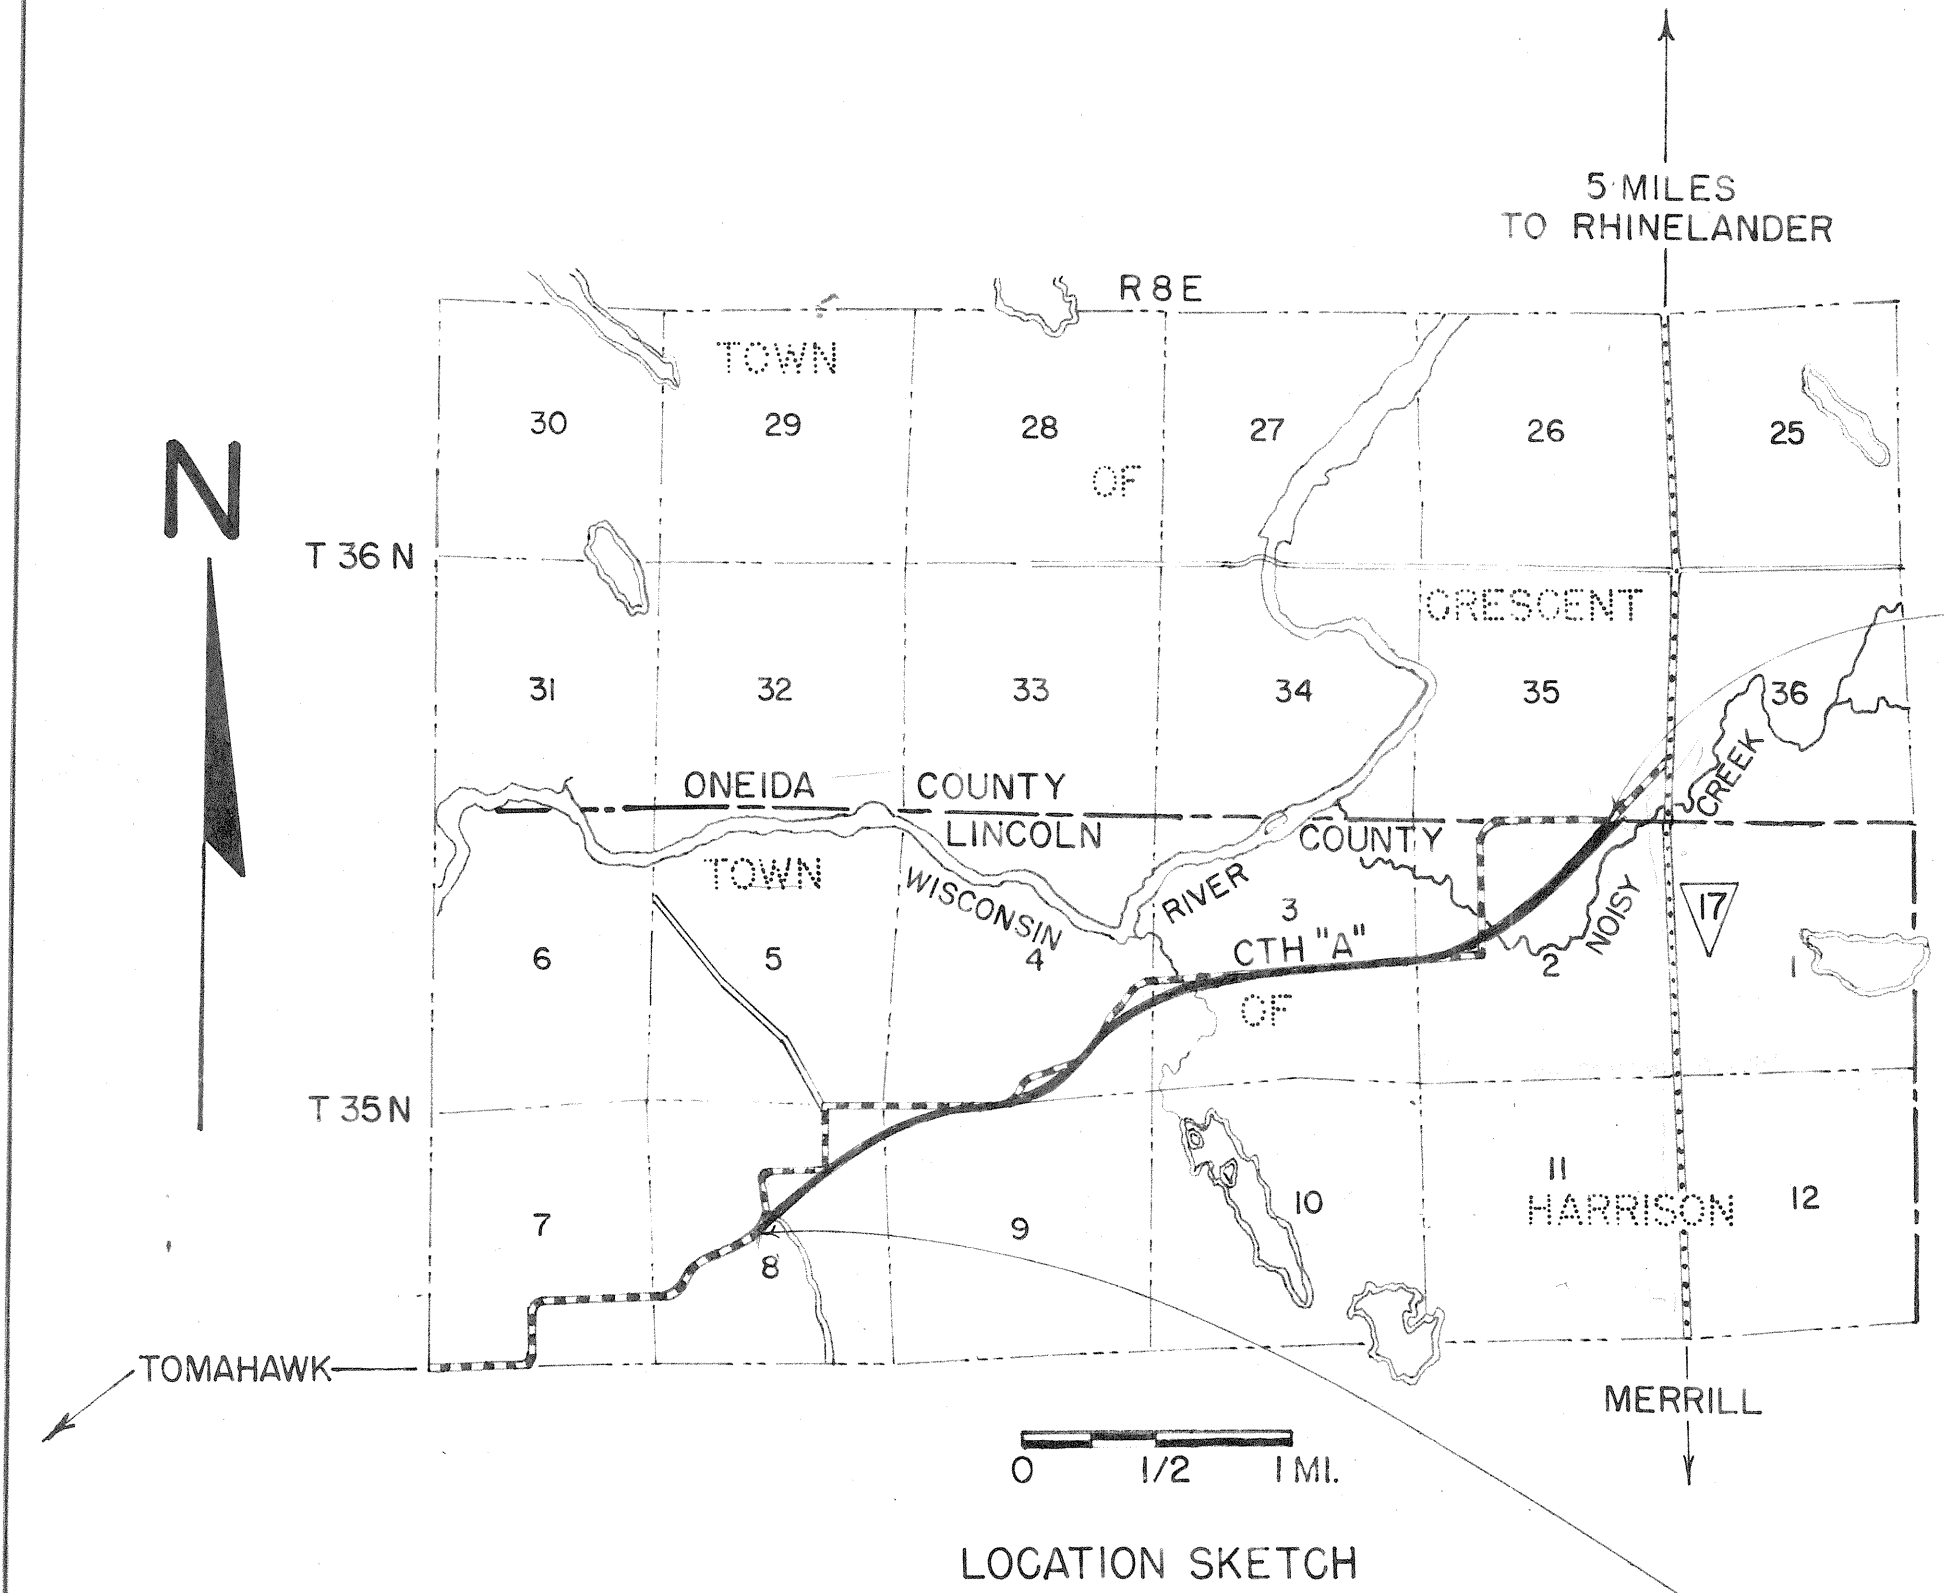 5 MILES
TO RHINELANDER
R 8 E
TOWN
30
29
28
27
26
25
N
OF
T 36 N
CRESCENT
31
32
33
34
35
36
ONEIDA COUNTY
LINCOLN COUNTY
CREEK
TOWN
WISCONSIN
RIVER
NOISY
17
3
CTH "A"
6
5
4
2
1
OF
T 35 N
7
8
9
10
11
HARRISON
12
TOMAHAWK
MERRILL
0 1/2 1 MI.
LOCATION SKETCH